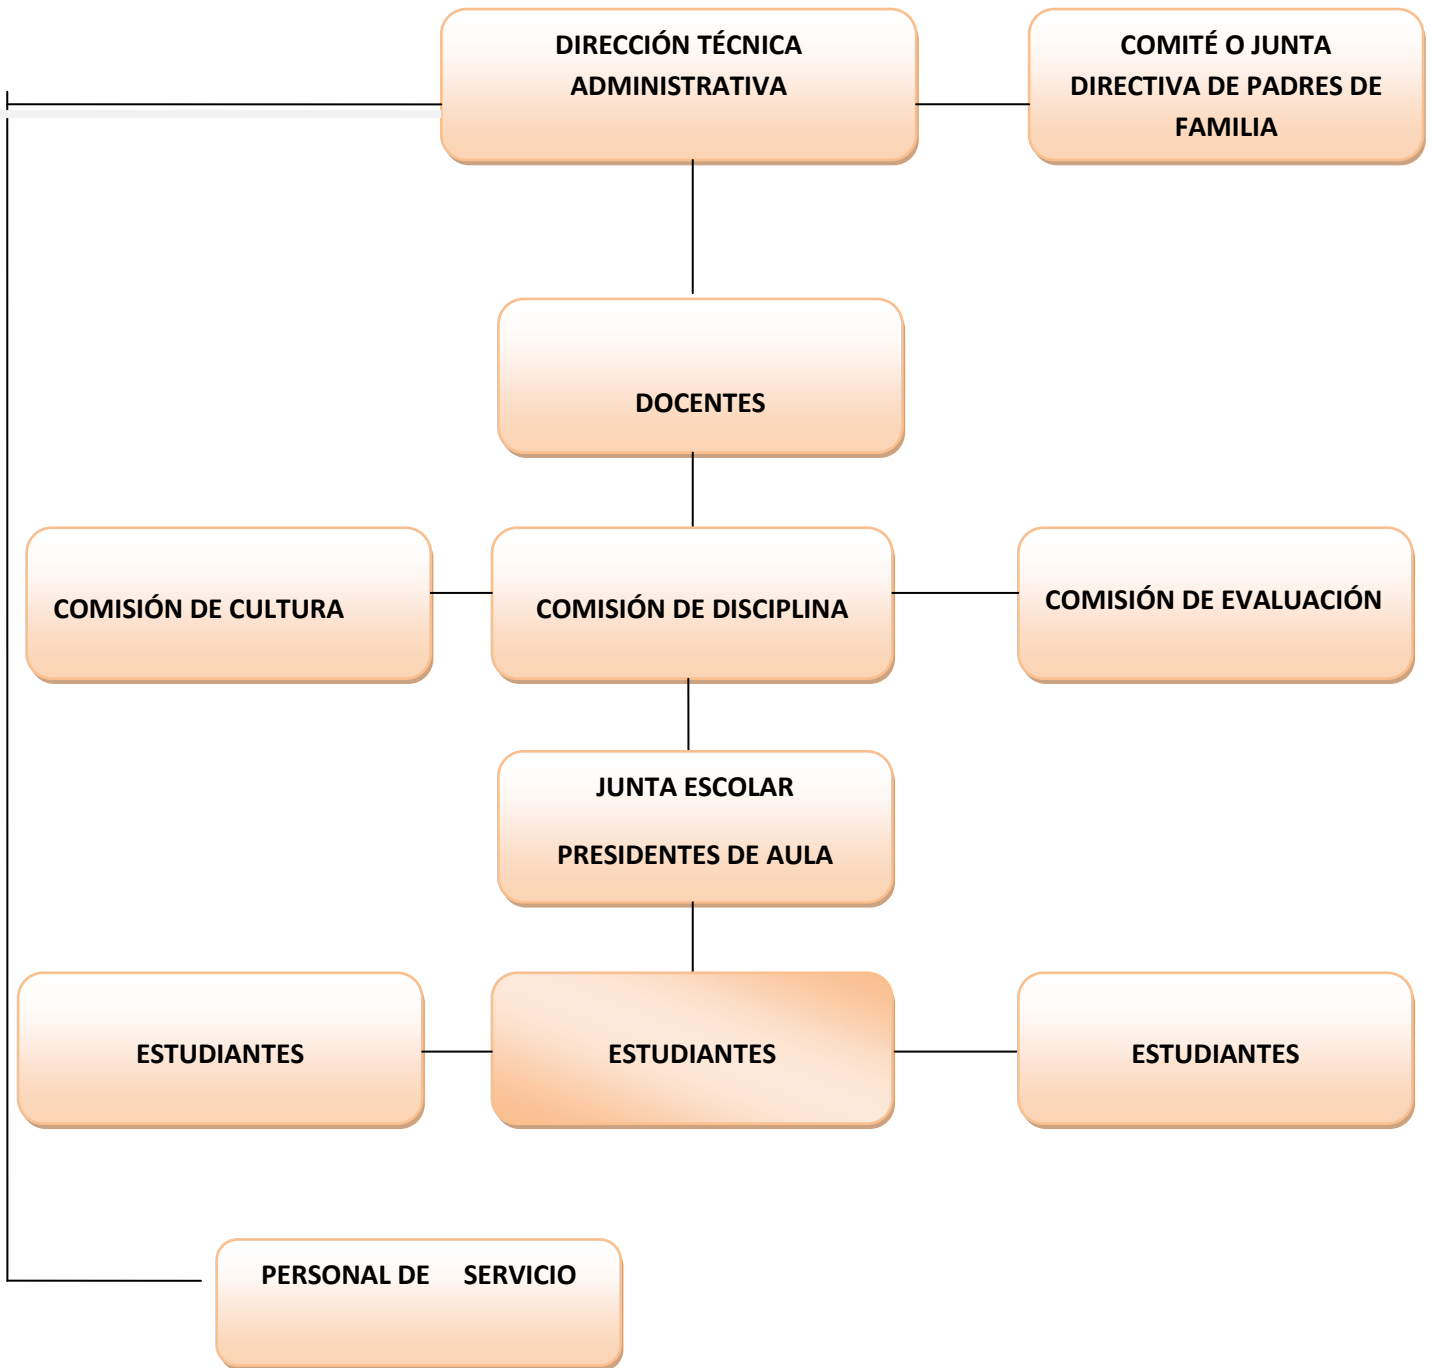 DIRECCIÓN TÉCNICA
ADMINISTRATIVA
COMITÉ O JUNTA
DIRECTIVA DE PADRES DE
FAMILIA
DOCENTES
COMISIÓN DE CULTURA
COMISIÓN DE DISCIPLINA
COMISIÓN DE EVALUACIÓN
JUNTA ESCOLAR
PRESIDENTES DE AULA
ESTUDIANTES
ESTUDIANTES
ESTUDIANTES
PERSONAL DE SERVICIO